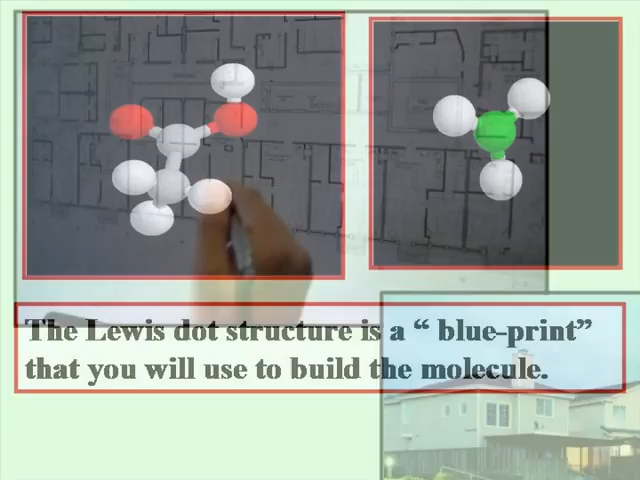 The Lewis dot structure is a “ blue-print”
that you will use to build the molecule.